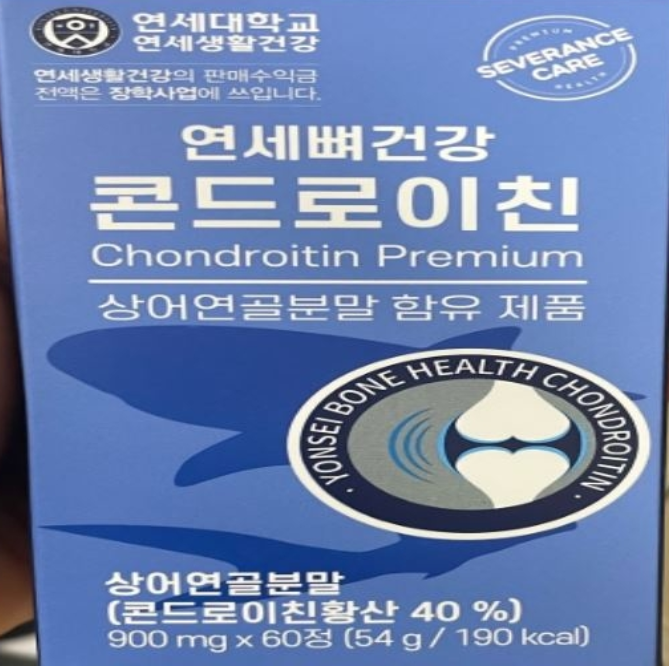 연세대학교
연세생활건강
연세생활건강의 판매수익금
전액은 장학사업에 쓰입니다.
PREMIUM
SEVERANCE
CARE
HEALTH
연세뼈건강
콘드로이친
Chondroitin Premium
상어연골분말 함유 제품
· YONSEI BONE HEALTH CHONDROITIN ·
상어연골분말
(콘드로이친황산 40 %)
900 mg x 60정 (54 g / 190 kcal)